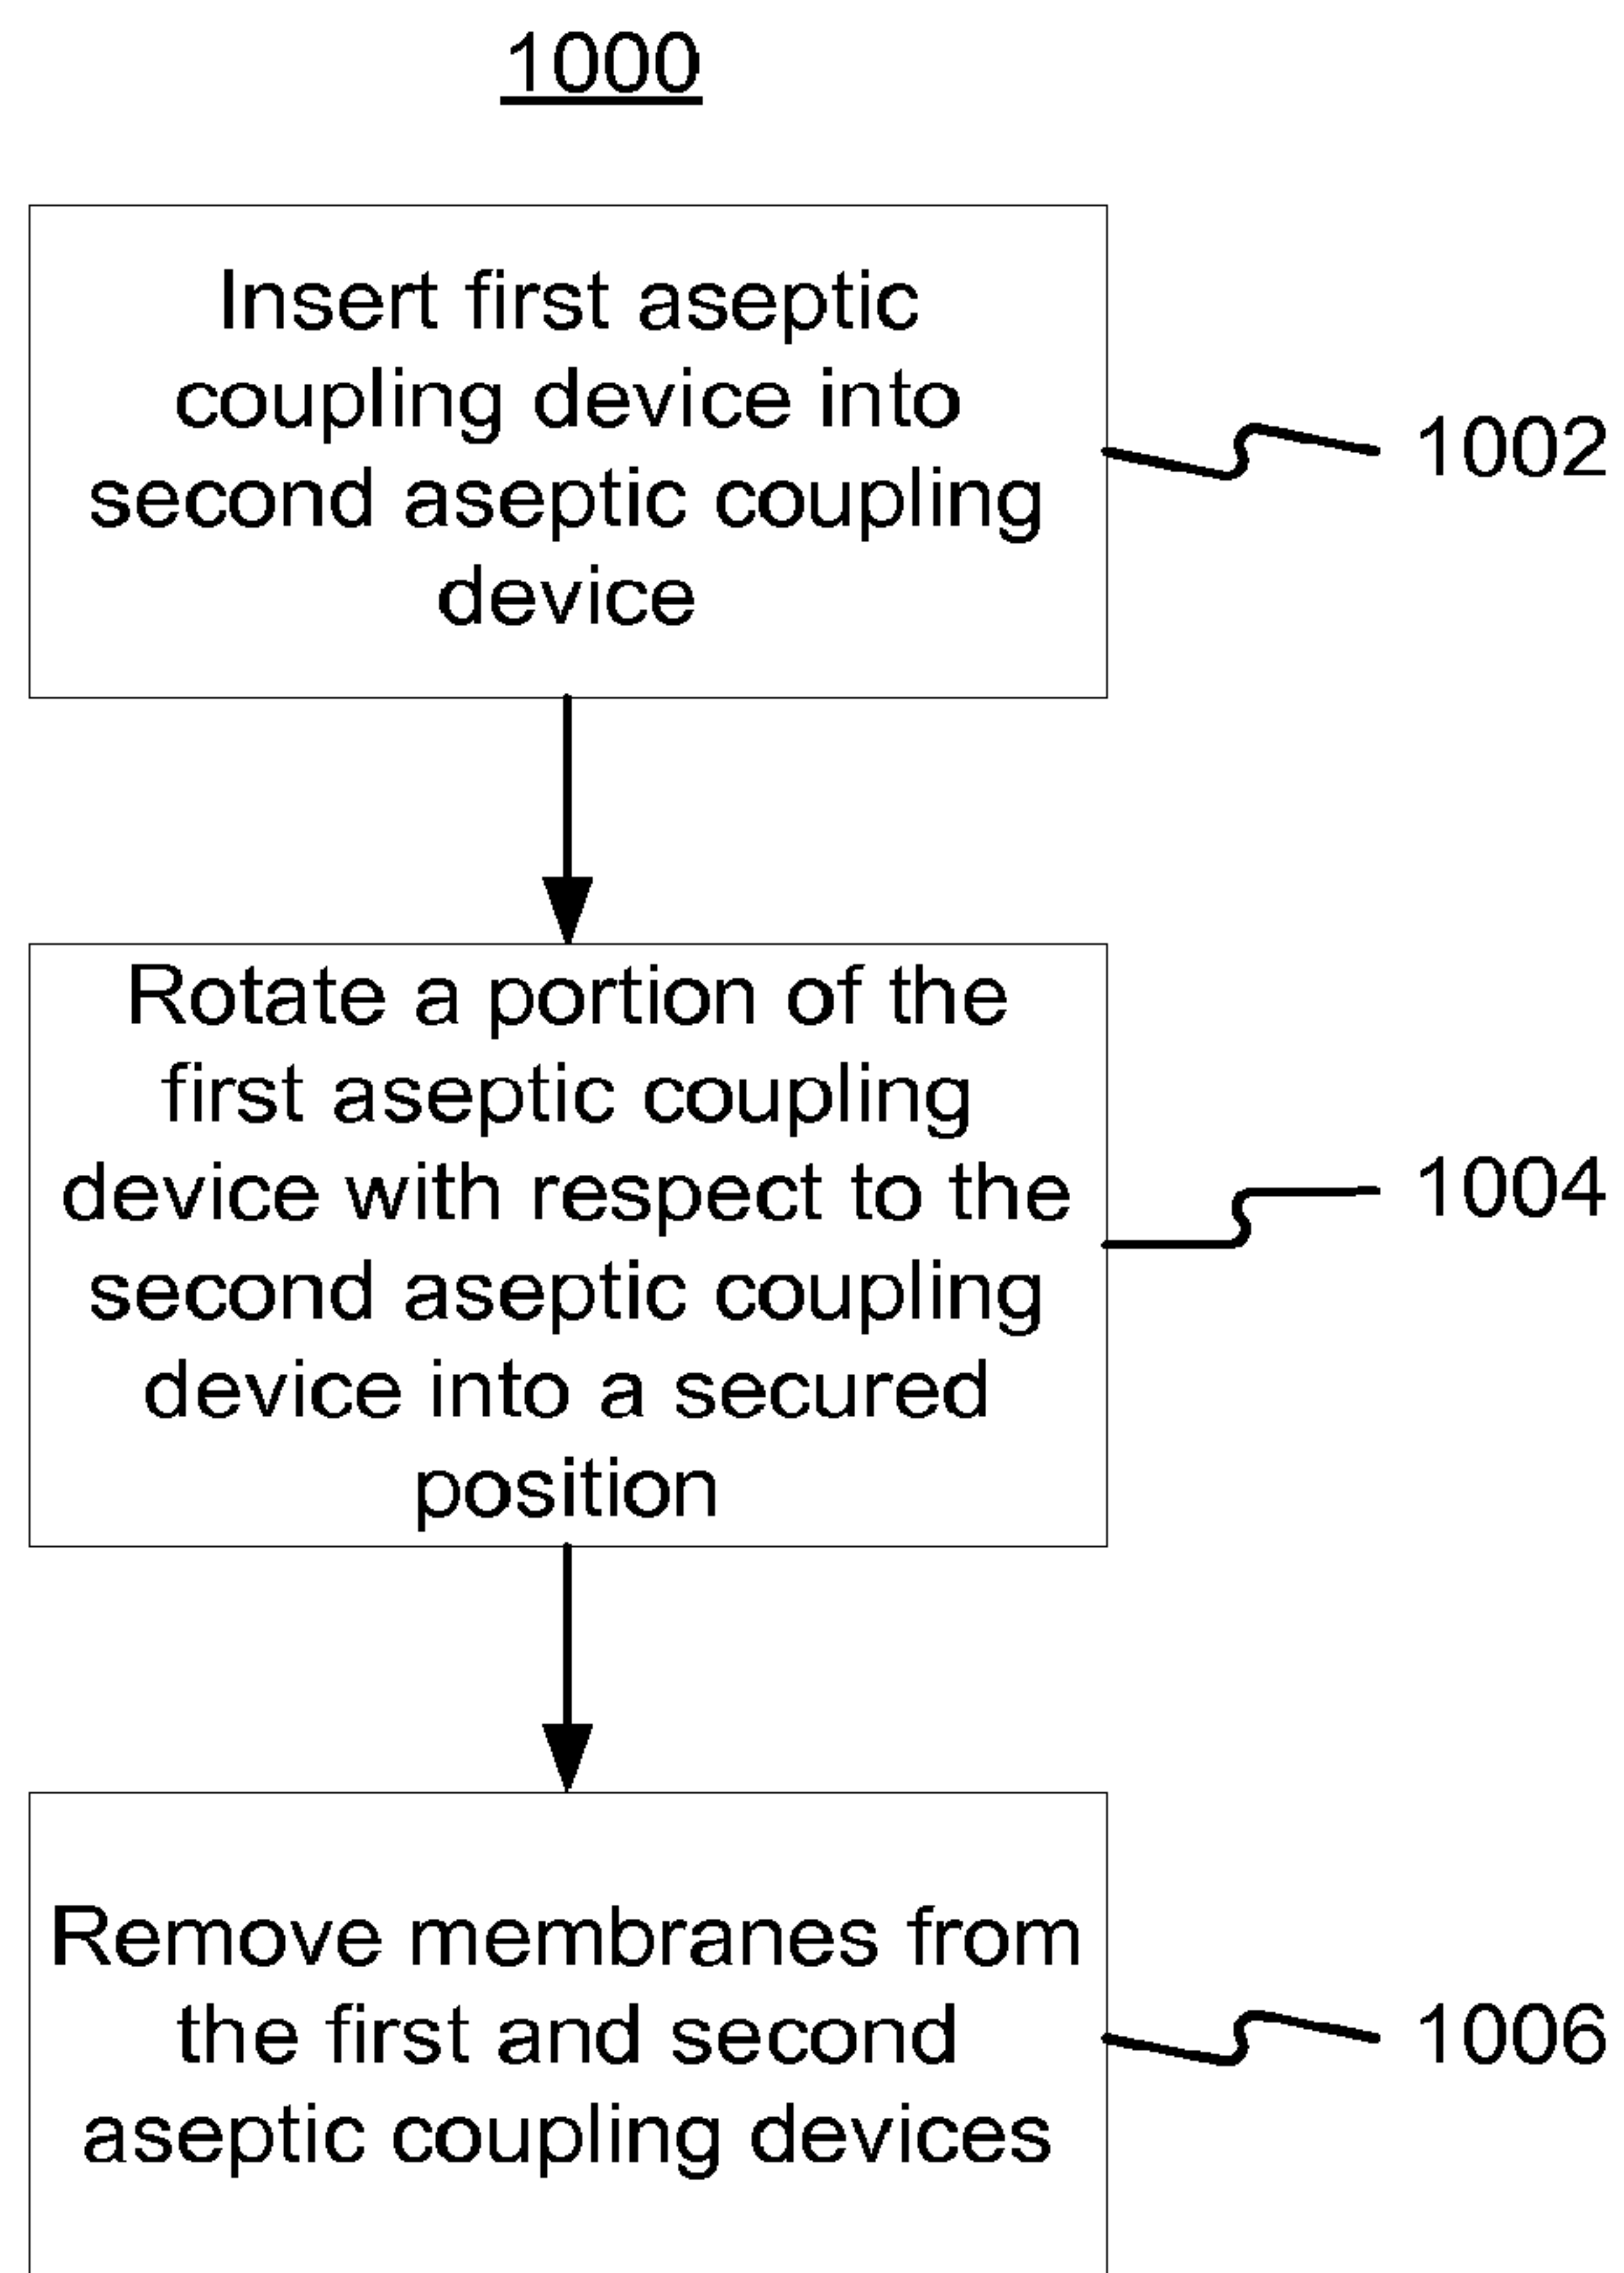 1000
Insert first aseptic
coupling device into
second aseptic coupling
device
1002
Rotate a portion of the
first aseptic coupling
device with respect to the
second aseptic coupling
device into a secured
position
1004
Remove membranes from
the first and second
aseptic coupling devices
1006